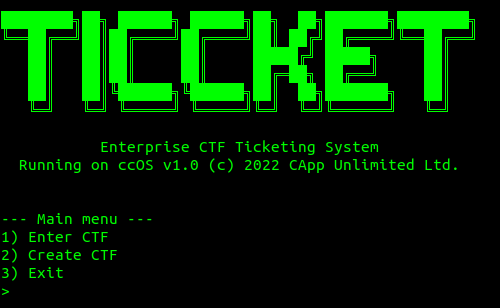 TICCKET
Enterprise CTF Ticketing System
Running on ccOS v1.0 (c) 2022 CApp Unlimited Ltd.
--- Main menu ---
1) Enter CTF
2) Create CTF
3) Exit
>